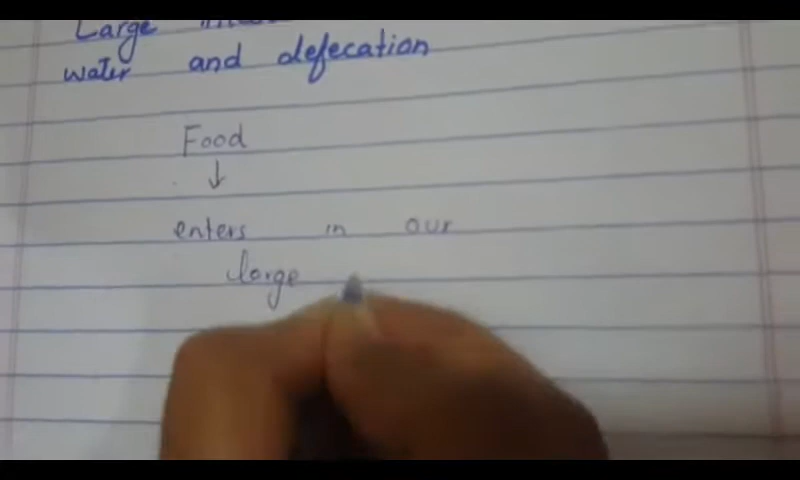 Large
water and defecation
Food
↓
enters in our
large